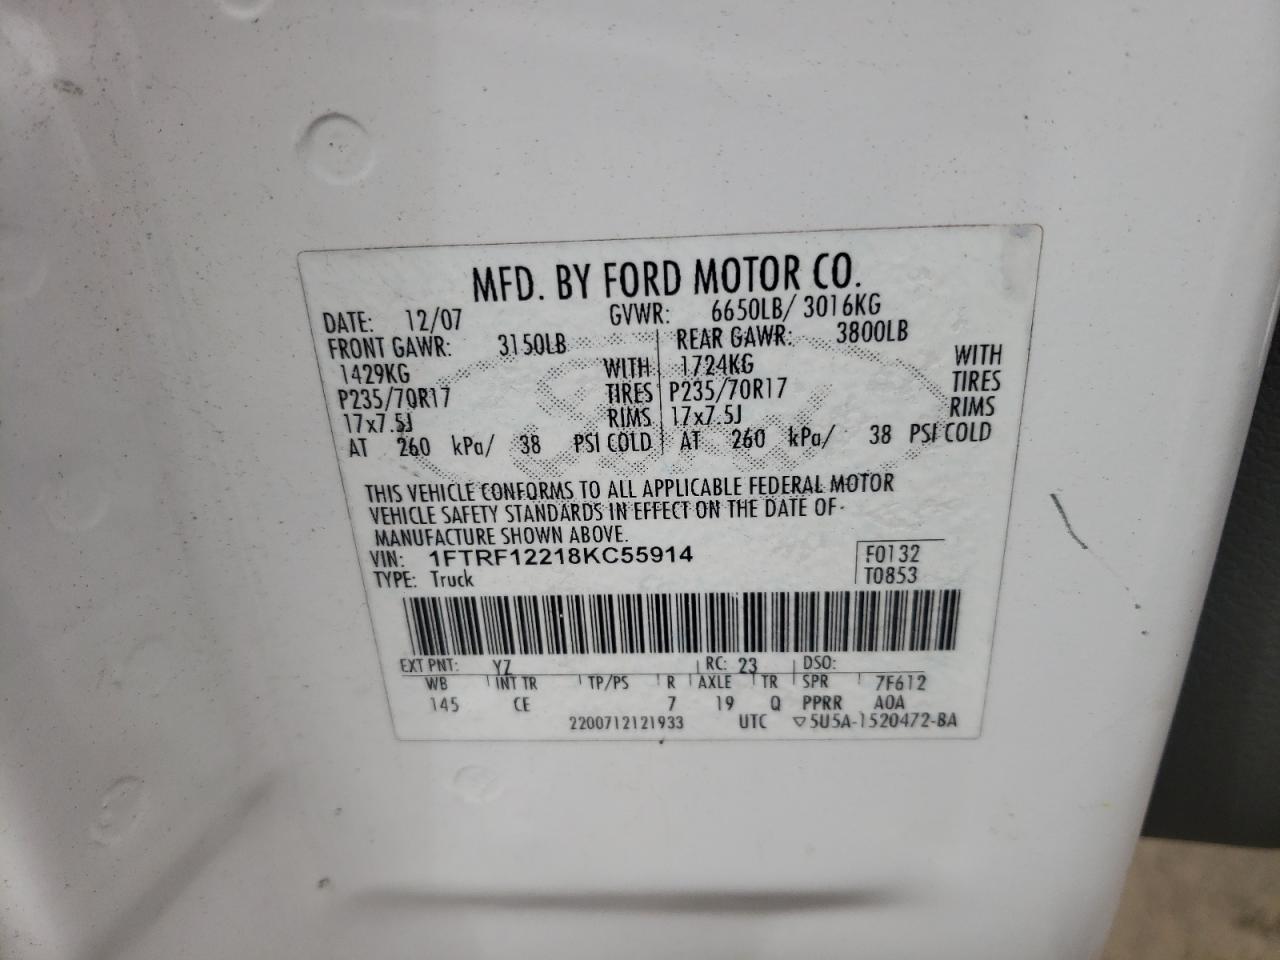 MFD. BY FORD MOTOR CO.
DATE: 12/07 GVWR: 6650LB/ 3016KG
FRONT GAWR: 3150LB REAR GAWR: 3800LB
1429KG WITH 1724KG WITH
P235/70R17 TIRES P235/70R17 TIRES
17x7.5J RIMS 17x7.5J RIMS
AT 260 kPa/ 38 PSI COLD AT 260 kPa/ 38 PSI COLD
THIS VEHICLE CONFORMS TO ALL APPLICABLE FEDERAL MOTOR
VEHICLE SAFETY STANDARDS IN EFFECT ON THE DATE OF
MANUFACTURE SHOWN ABOVE.
VIN: 1FTRF12218KC55914 F0132
TYPE: Truck T0853
EXT PNT: YZ RC: 23 DSO:
WB INT TR TP/PS R AXLE TR SPR 7F612
145 CE 7 19 Q PPRR A0A
2200712121933 UTC ▽5U5A-1520472-BA